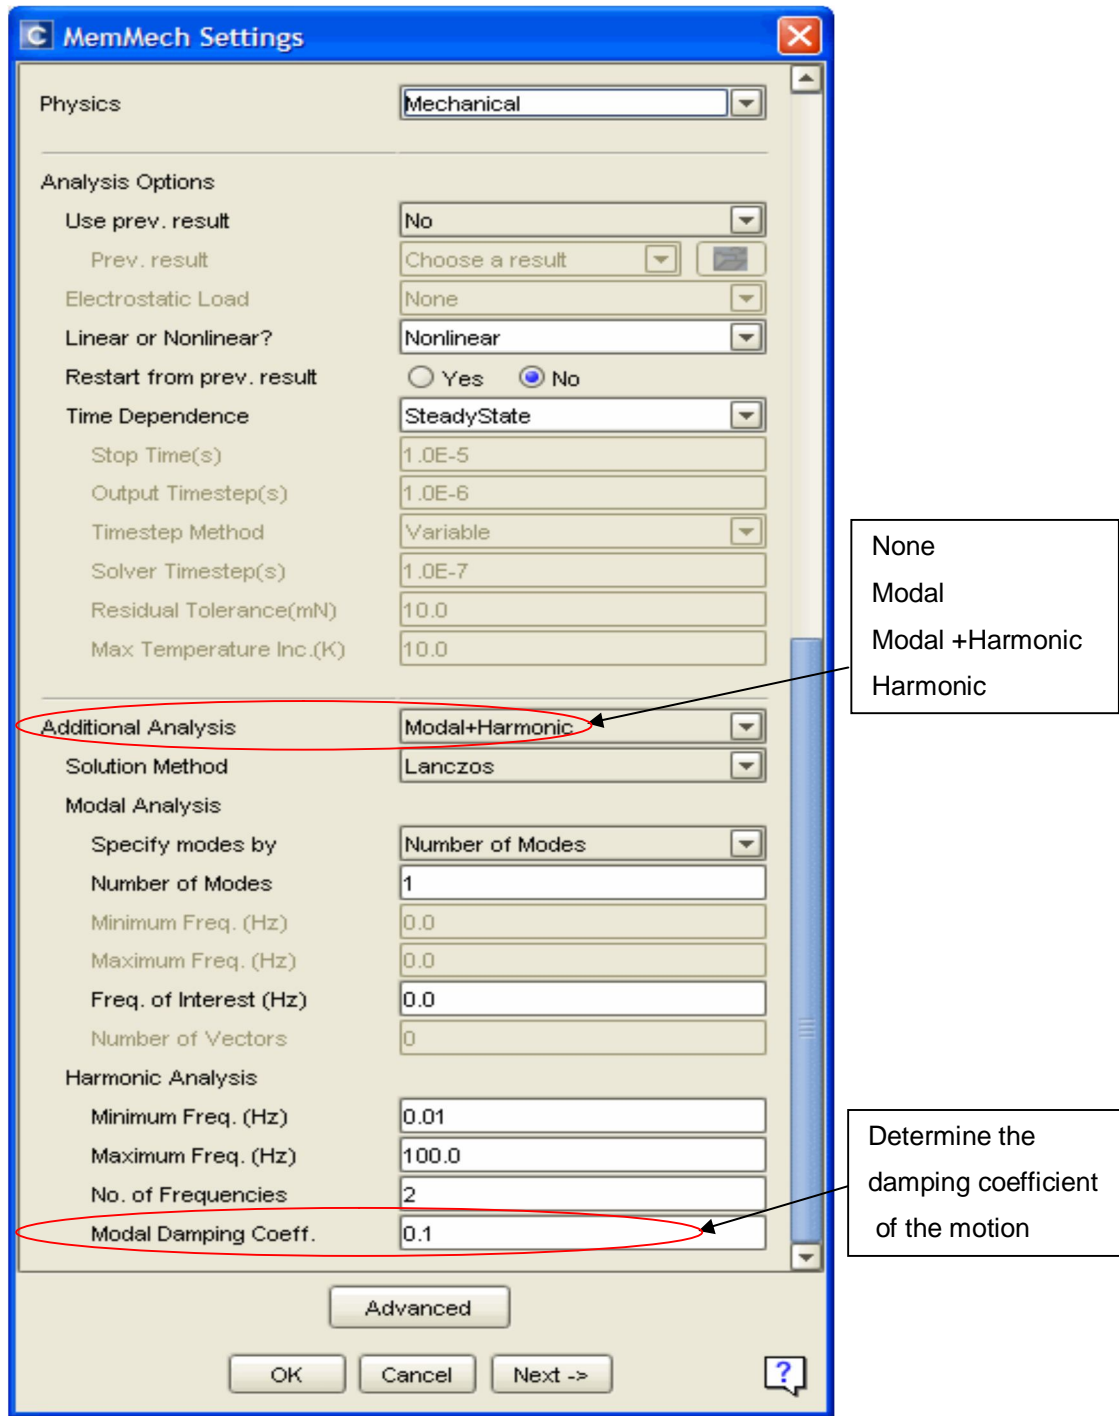 C MemMech Settings
Physics Mechanical
Analysis Options
Use prev. result No
Prev. result Choose a result
Electrostatic Load None
Linear or Nonlinear? Nonlinear
Restart from prev. result Yes No
Time Dependence SteadyState
Stop Time(s) 1.0E-5
Output Timestep(s) 1.0E-6
Timestep Method Variable
Solver Timestep(s) 1.0E-7
Residual Tolerance(mN) 10.0
Max Temperature Inc.(K) 10.0
Additional Analysis Modal+Harmonic
Solution Method Lanczos
Modal Analysis
Specify modes by Number of Modes
Number of Modes 1
Minimum Freq. (Hz) 0.0
Maximum Freq. (Hz) 0.0
Freq. of Interest (Hz) 0.0
Number of Vectors 0
Harmonic Analysis
Minimum Freq. (Hz) 0.01
Maximum Freq. (Hz) 100.0
No. of Frequencies 2
Modal Damping Coeff. 0.1
Advanced
OK Cancel Next -> ?
None
Modal
Modal +Harmonic
Harmonic
Determine the
damping coefficient
of the motion